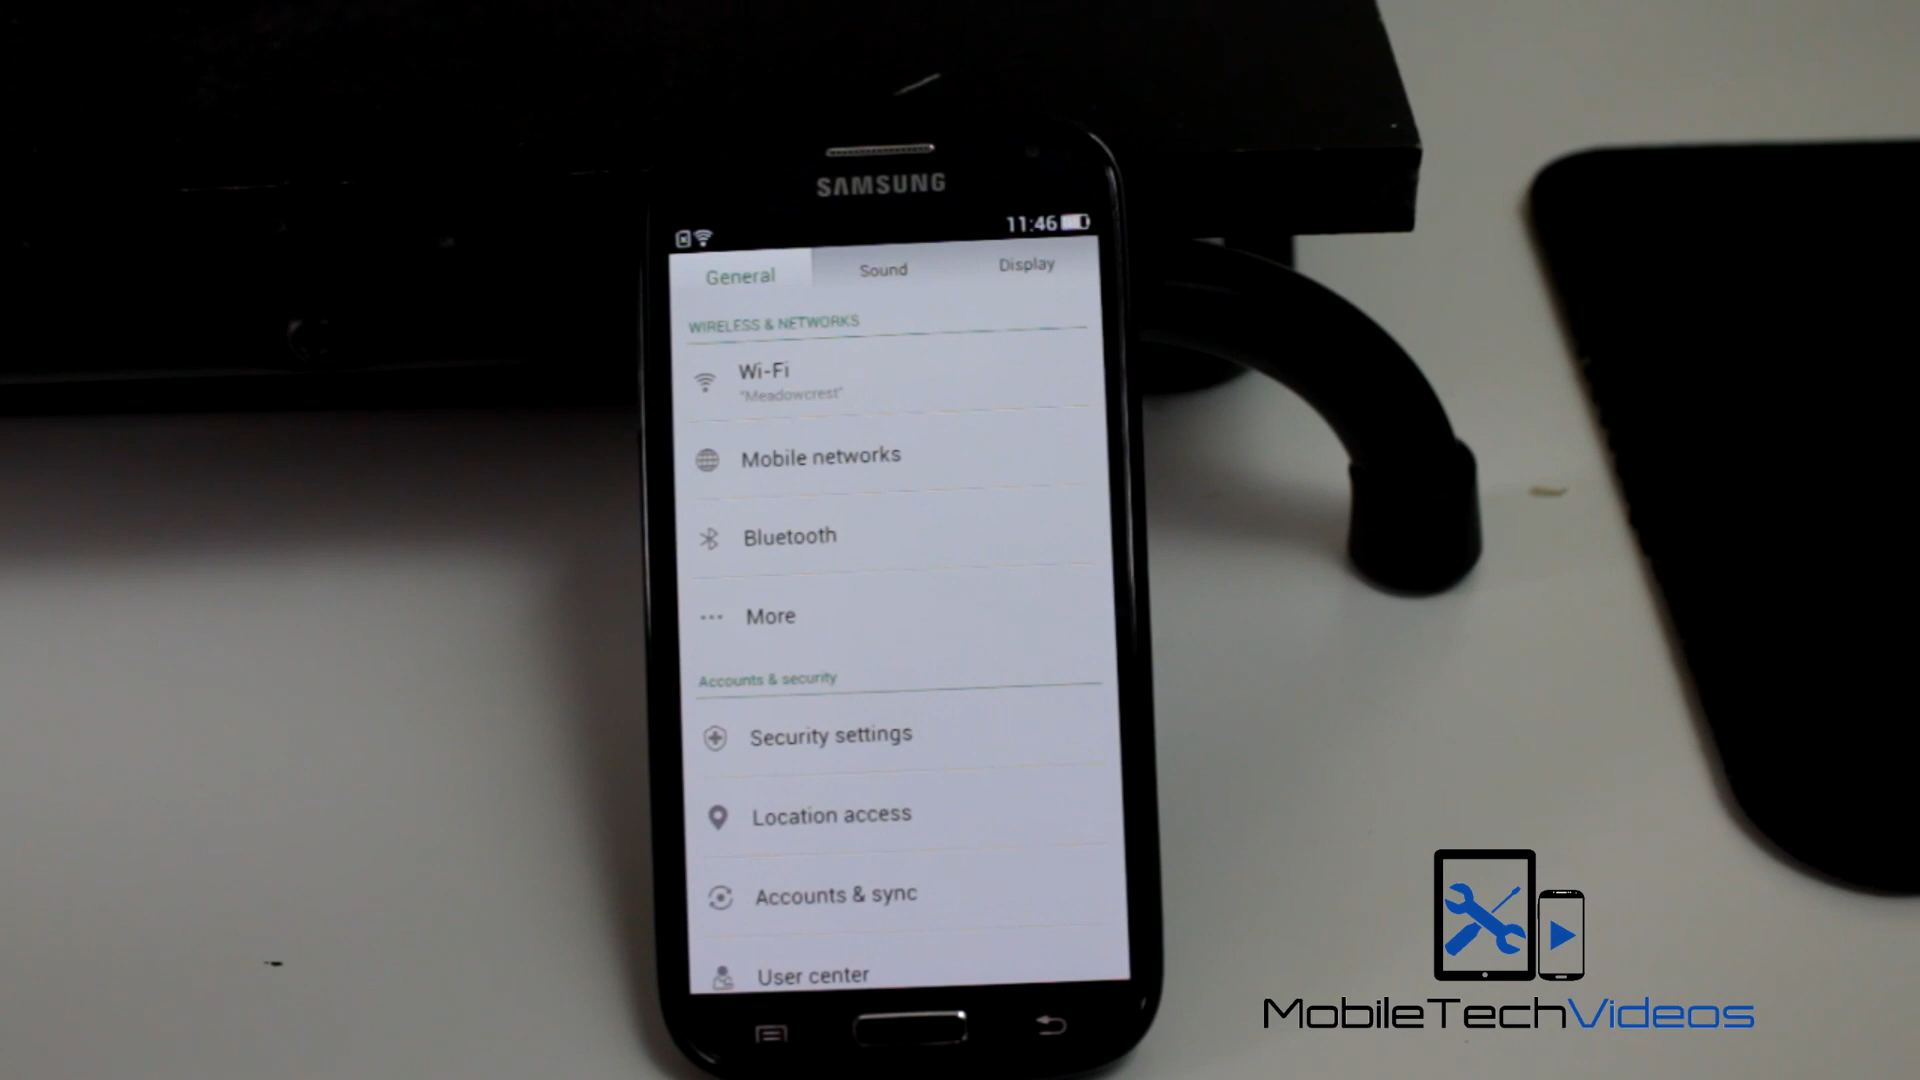 SAMSUNG
11:46
General Sound Display
WIRELESS & NETWORKS
Wi-Fi
"Meadowcrest"
Mobile networks
Bluetooth
More
Accounts & security
Security settings
Location access
Accounts & sync
User center
MobileTechVideos